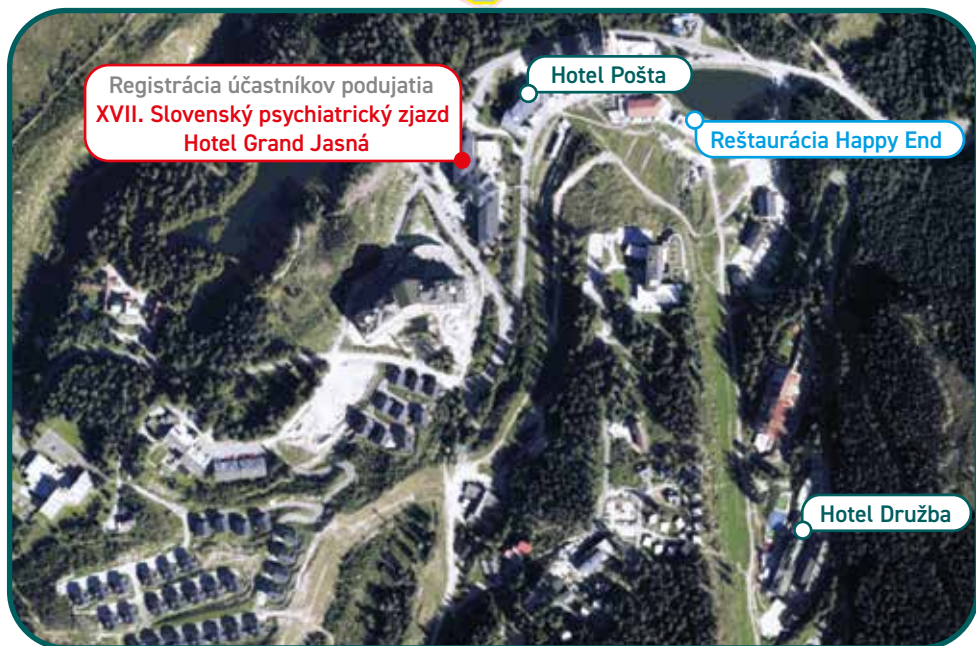 Registrácia účastníkov podujatia
XVII. Slovenský psychiatrický zjazd
Hotel Grand Jasná
Hotel Pošta
Reštaurácia Happy End
Hotel Družba